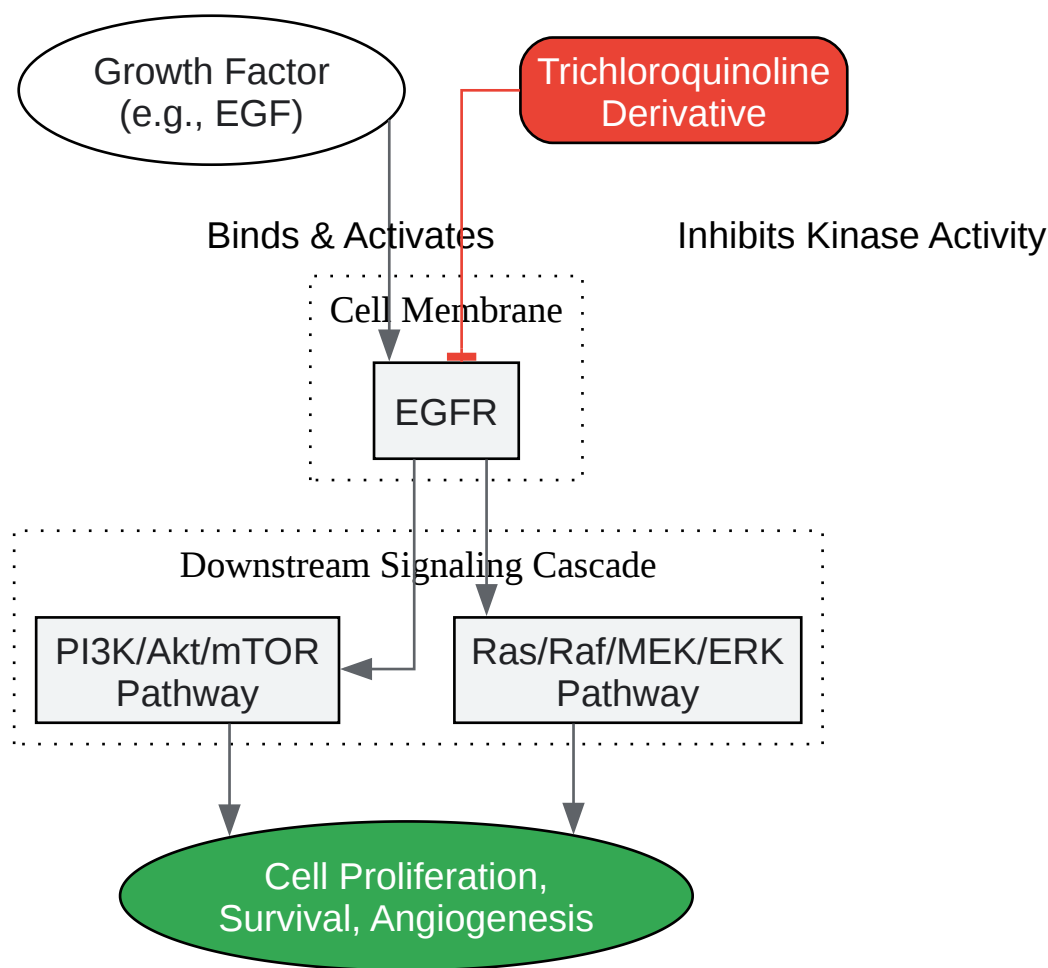 Growth Factor
(e.g., EGF)
Trichloroquinoline
Derivative
Binds & Activates
Inhibits Kinase Activity
Cell Membrane
EGFR
Downstream Signaling Cascade
PI3K/Akt/mTOR
Pathway
Ras/Raf/MEK/ERK
Pathway
Cell Proliferation,
Survival, Angiogenesis